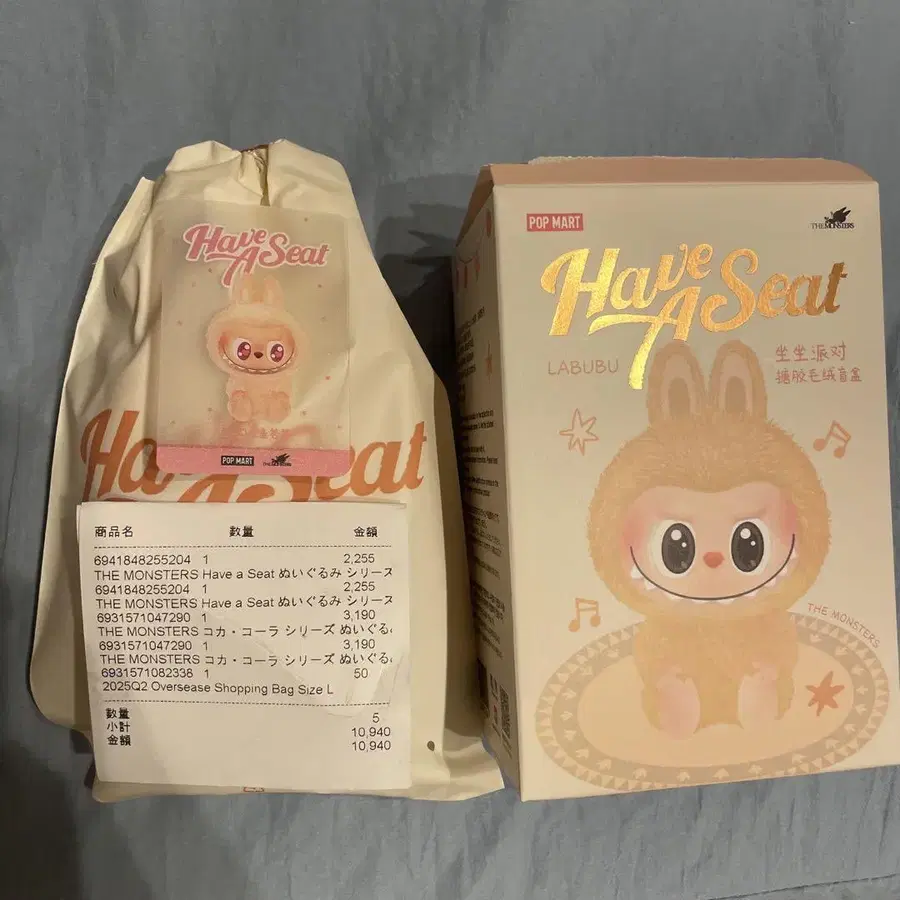 Have
A Seat
POP MART
THE MONSTERS
Have A Seat
商品名 数量 金額
6941848255204 1 2,255
THE MONSTERS Have a Seat ぬいぐるみ シリーズ
6941848255204 1 2,255
THE MONSTERS Have a Seat ぬいぐるみ シリーズ
6931571047290 1 3,190
THE MONSTERS コカ・コーラ シリーズ ぬいぐる
6931571047290 1 3,190
THE MONSTERS コカ・コーラ シリーズ ぬいぐる
6931571082338 1 50
2025Q2 Oversease Shopping Bag Size L
数量 5
小計 10,940
金額 10,940
POP MART
THE MONSTERS
Have
A Seat
LABUBU
坐坐派对
搪胶毛绒盲盒
THE MONSTERS